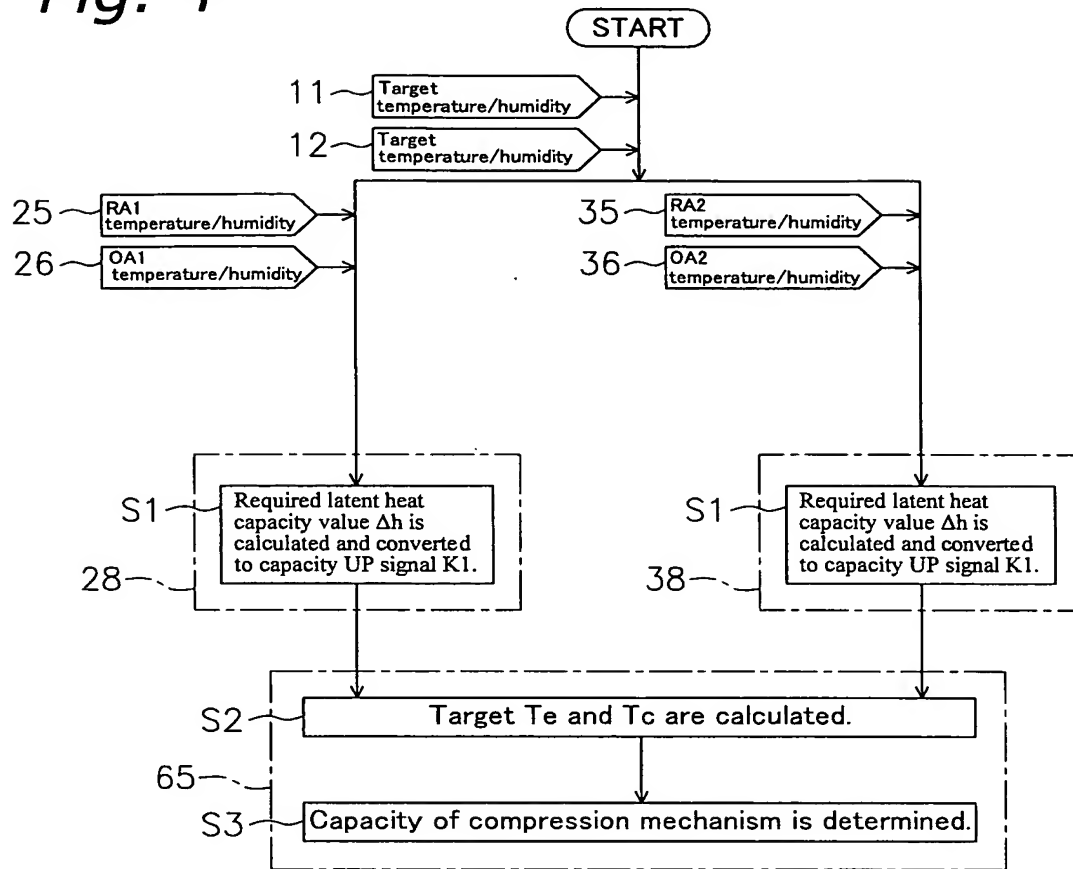 Fig.
START
11
Target
temperature/humidity
12
Target
temperature/humidity
25
RA1
temperature/humidity
35
RA2
temperature/humidity
26
OA1
temperature/humidity
36
OA2
temperature/humidity
S1
Required latent heat
capacity value Δh is
calculated and converted
to capacity UP signal K1.
28
S1
Required latent heat
capacity value Δh is
calculated and converted
to capacity UP signal K1.
38
S2
Target Te and Tc are calculated.
65
S3
Capacity of compression mechanism is determined.